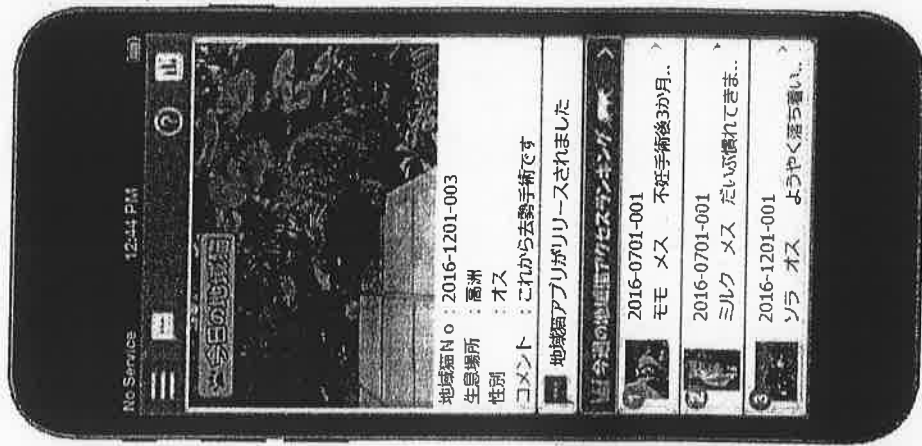 No Service 12:44 PM
?
今日の地域猫
地域猫No：2016-1201-003
生息場所：高洲
性別：オス
コメント：これから去勢手術です
地域猫アプリがリリースされました
今週の地域猫アクセスランキング
1
2016-0701-001
モモ メス 不妊手術後3か月..
2
2016-0701-001
ミルク メス だいぶ慣れてきま..
3
2016-1201-001
ソラ オス ようやく落ち着い..